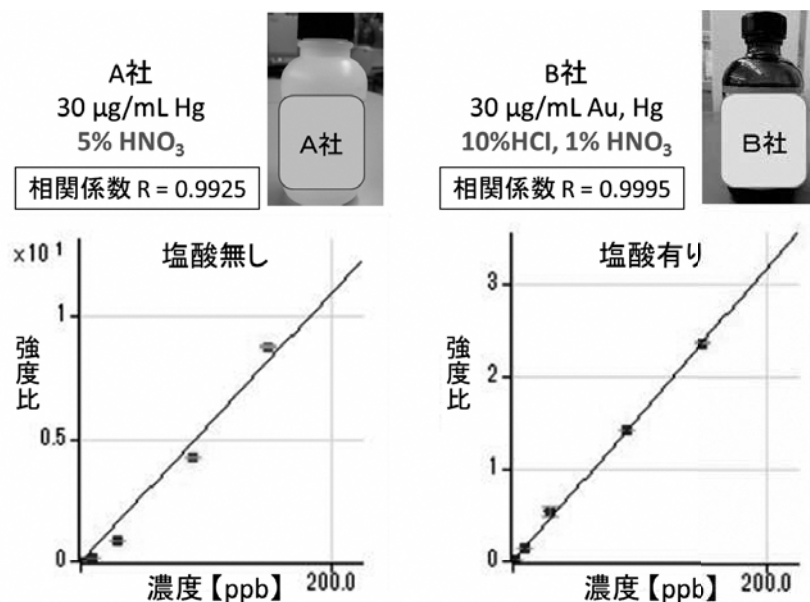 A社
30 µg/mL Hg
5% HNO₃
A社
相関係数 R = 0.9925
B社
30 µg/mL Au, Hg
10%HCl, 1% HNO₃
B社
相関係数 R = 0.9995
×10¹
塩酸無し
1
強度比
0.5
0
濃度【ppb】
200.0
塩酸有り
3
強度比
2
1
0
濃度【ppb】
200.0